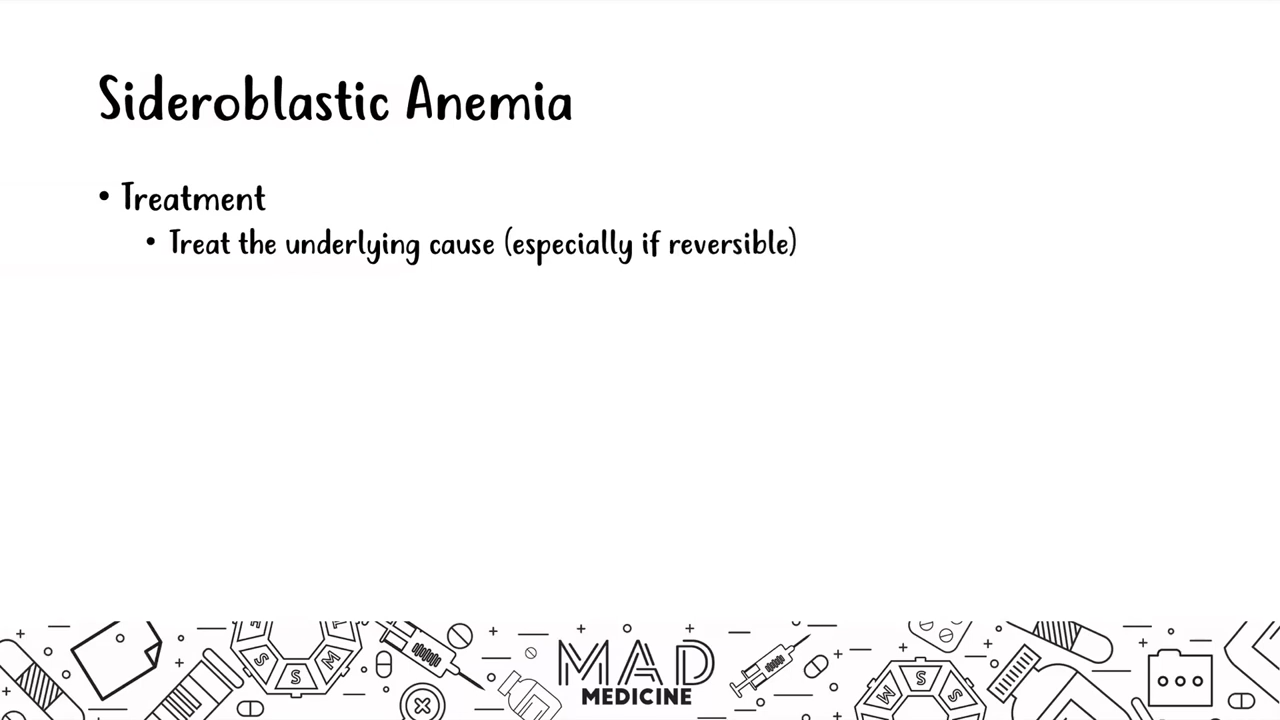 Sideroblastic Anemia
• Treatment
• Treat the underlying cause (especially if reversible)
MAD
MEDICINE